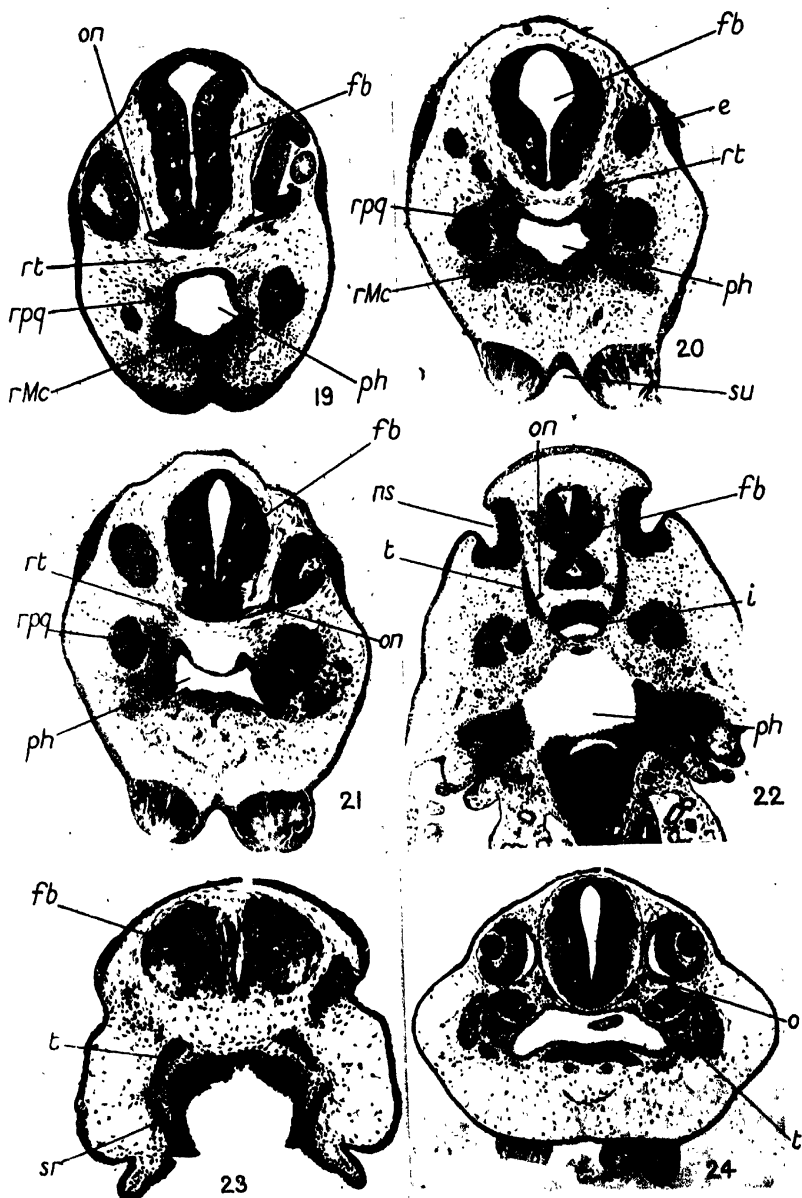 on
fb
rt
rpq
rMc
ph
19
fb
e
rt
rpq
rMc
ph
20
su
fb
rt
rpq
on
ph
21
on
ns
fb
t
i
ph
22
fb
t
sr
23
o
t
24